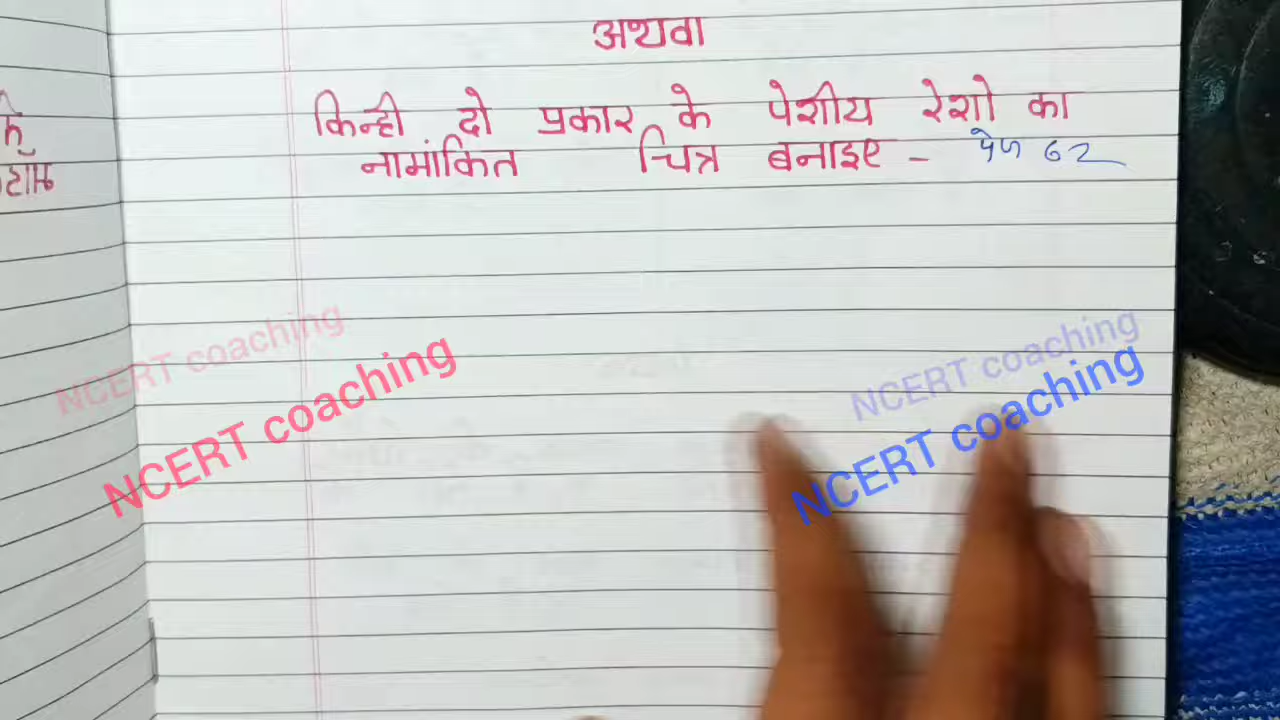 अथवा
किन्ही दो प्रकार के पेशीय रेशो का
नामांकित चित्र बनाइए - पेज 62
NCERT coaching
NCERT coaching
NCERT coaching
NCERT coaching